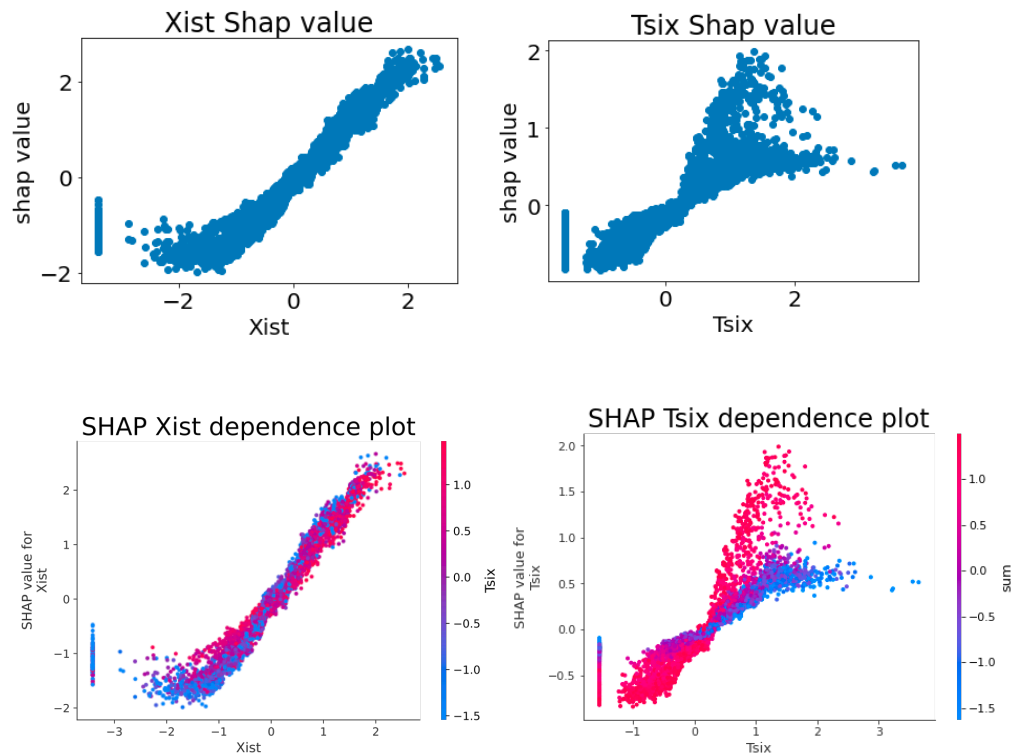 Xist Shap value
shap value
2
0
−2
−2
0
2
Xist
Tsix Shap value
shap value
2
1
0
0
2
Tsix
SHAP Xist dependence plot
SHAP value for
Xist
2
1
0
−1
−2
−3
−2
−1
0
1
2
Xist
1.0
0.5
0.0
−0.5
−1.0
−1.5
Tsix
SHAP Tsix dependence plot
SHAP value for
Tsix
2.0
1.5
1.0
0.5
0.0
−0.5
−1
0
1
2
3
Tsix
1.0
0.5
0.0
−0.5
−1.0
−1.5
sum